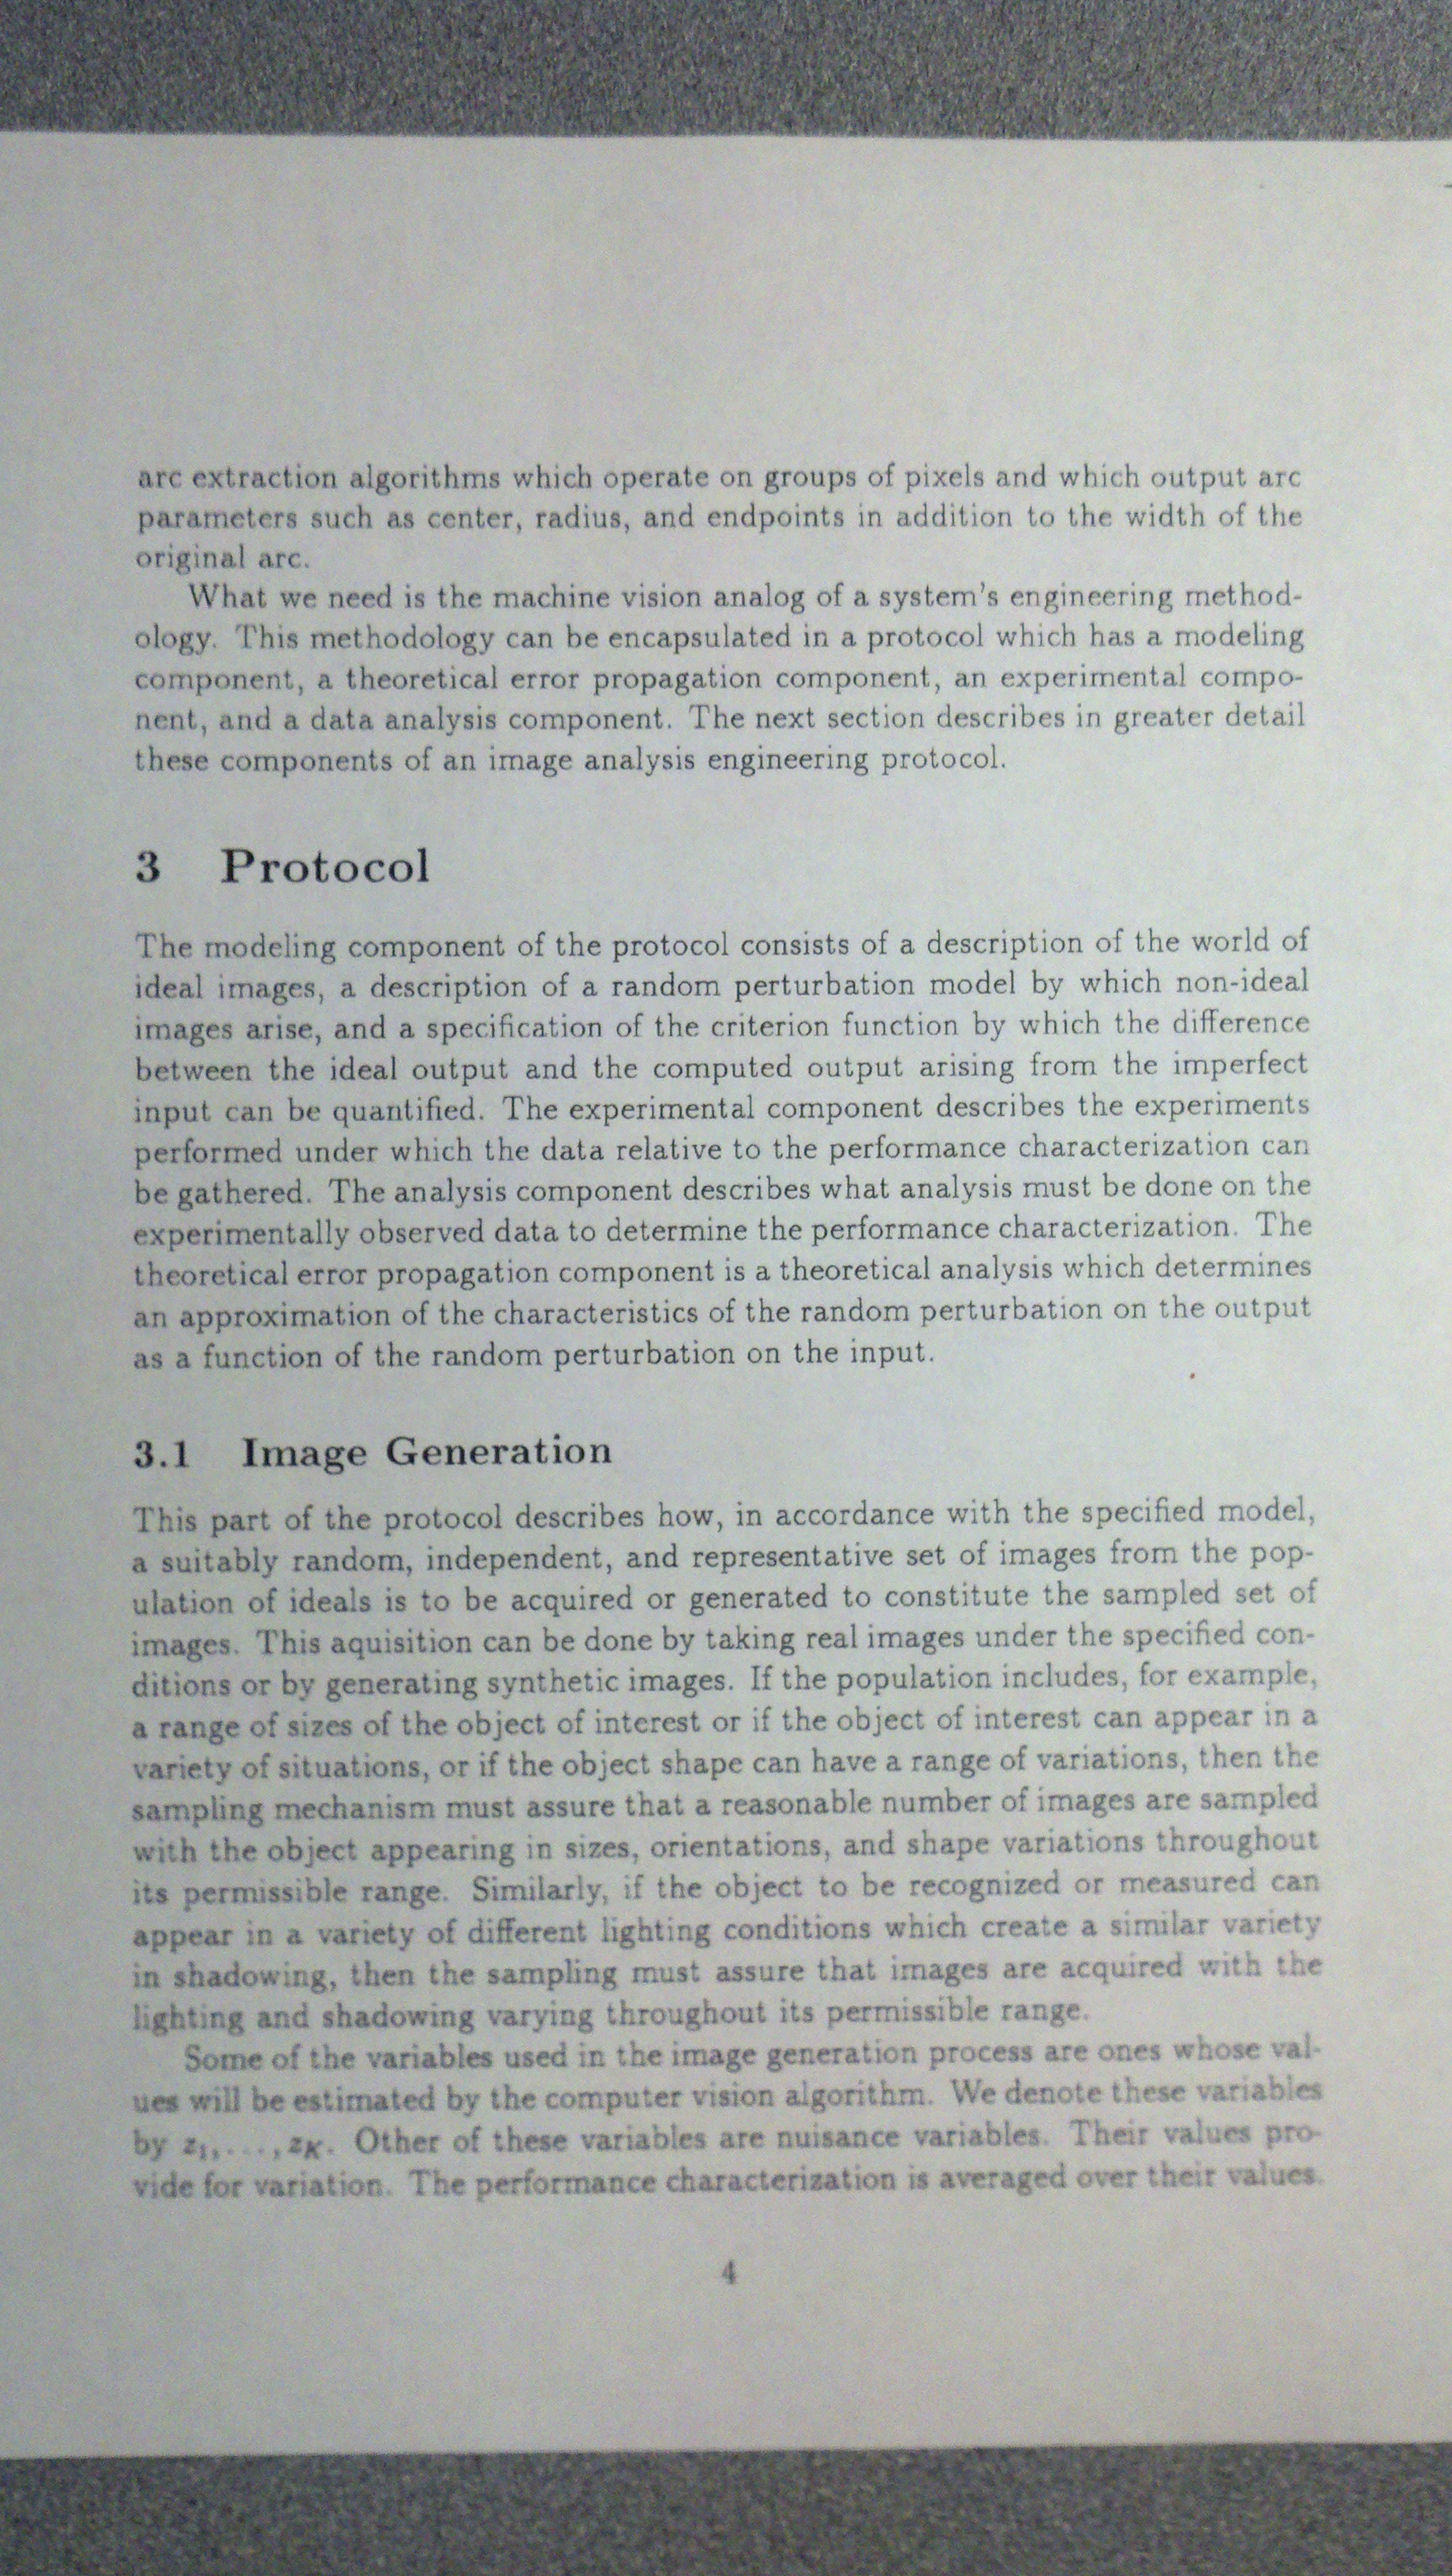 arc extraction algorithms which operate on groups of pixels and which output arc
parameters such as center, radius, and endpoints in addition to the width of the
original arc.
What we need is the machine vision analog of a system's engineering method-
ology. This methodology can be encapsulated in a protocol which has a modeling
component, a theoretical error propagation component, an experimental compo-
nent, and a data analysis component. The next section describes in greater detail
these components of an image analysis engineering protocol.
3 Protocol
The modeling component of the protocol consists of a description of the world of
ideal images, a description of a random perturbation model by which non-ideal
images arise, and a specification of the criterion function by which the difference
between the ideal output and the computed output arising from the imperfect
input can be quantified. The experimental component describes the experiments
performed under which the data relative to the performance characterization can
be gathered. The analysis component describes what analysis must be done on the
experimentally observed data to determine the performance characterization. The
theoretical error propagation component is a theoretical analysis which determines
an approximation of the characteristics of the random perturbation on the output
as a function of the random perturbation on the input.
3.1 Image Generation
This part of the protocol describes how, in accordance with the specified model,
a suitably random, independent, and representative set of images from the pop-
ulation of ideals is to be acquired or generated to constitute the sampled set of
images. This aquisition can be done by taking real images under the specified con-
ditions or by generating synthetic images. If the population includes, for example,
a range of sizes of the object of interest or if the object of interest can appear in a
variety of situations, or if the object shape can have a range of variations, then the
sampling mechanism must assure that a reasonable number of images are sampled
with the object appearing in sizes, orientations, and shape variations throughout
its permissible range. Similarly, if the object to be recognized or measured can
appear in a variety of different lighting conditions which create a similar variety
in shadowing, then the sampling must assure that images are acquired with the
lighting and shadowing varying throughout its permissible range.
Some of the variables used in the image generation process are ones whose val-
ues will be estimated by the computer vision algorithm. We denote these variables
by z₁, . . . , z_K. Other of these variables are nuisance variables. Their values pro-
vide for variation. The performance characterization is averaged over their values.
4